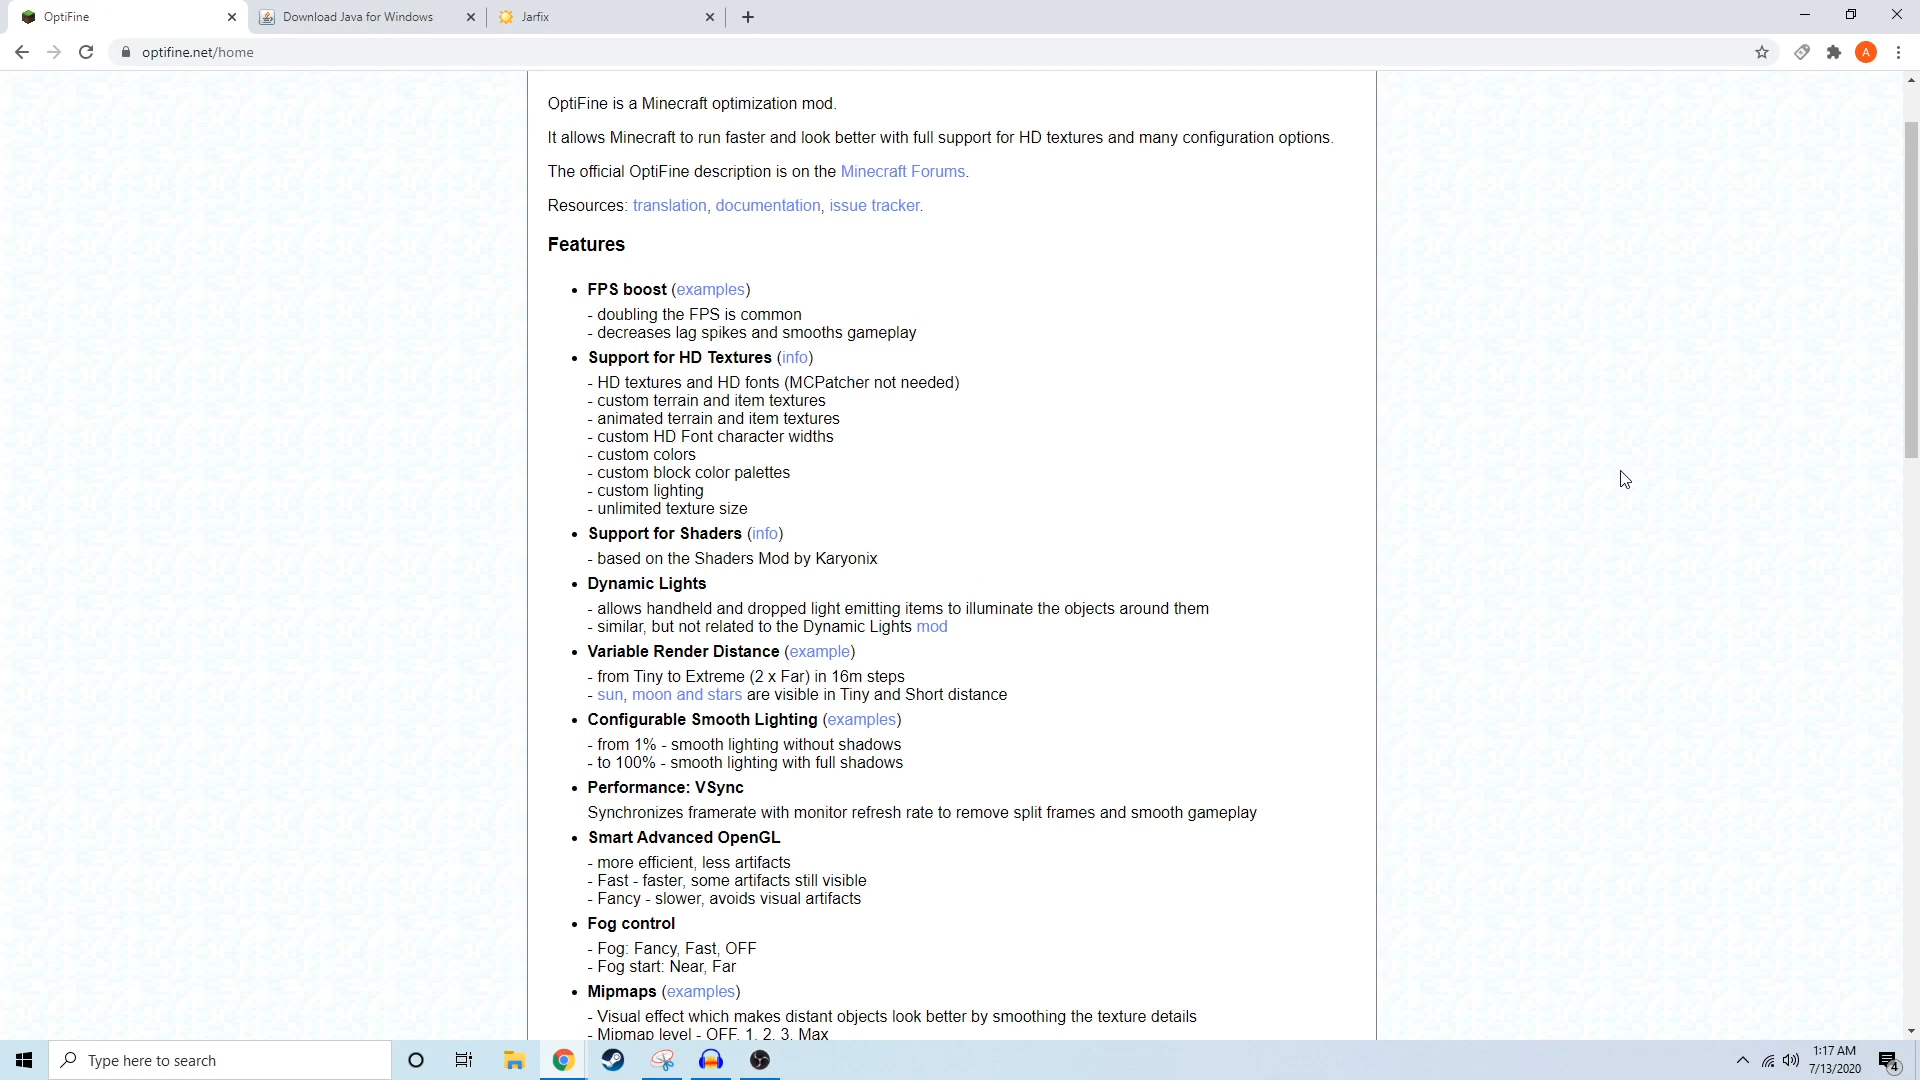 OptiFine
Download Java for Windows
Jarfix
optifine.net/home
A
OptiFine is a Minecraft optimization mod.
It allows Minecraft to run faster and look better with full support for HD textures and many configuration options.
The official OptiFine description is on the Minecraft Forums.
Resources: translation, documentation, issue tracker.
Features
• FPS boost (examples)
- doubling the FPS is common
- decreases lag spikes and smooths gameplay
• Support for HD Textures (info)
- HD textures and HD fonts (MCPatcher not needed)
- custom terrain and item textures
- animated terrain and item textures
- custom HD Font character widths
- custom colors
- custom block color palettes
- custom lighting
- unlimited texture size
• Support for Shaders (info)
- based on the Shaders Mod by Karyonix
• Dynamic Lights
- allows handheld and dropped light emitting items to illuminate the objects around them
- similar, but not related to the Dynamic Lights mod
• Variable Render Distance (example)
- from Tiny to Extreme (2 x Far) in 16m steps
- sun, moon and stars are visible in Tiny and Short distance
• Configurable Smooth Lighting (examples)
- from 1% - smooth lighting without shadows
- to 100% - smooth lighting with full shadows
• Performance: VSync
Synchronizes framerate with monitor refresh rate to remove split frames and smooth gameplay
• Smart Advanced OpenGL
- more efficient, less artifacts
- Fast - faster, some artifacts still visible
- Fancy - slower, avoids visual artifacts
• Fog control
- Fog: Fancy, Fast, OFF
- Fog start: Near, Far
• Mipmaps (examples)
- Visual effect which makes distant objects look better by smoothing the texture details
- Mipmap level - OFF, 1, 2, 3, Max
Type here to search
1:17 AM
7/13/2020
4